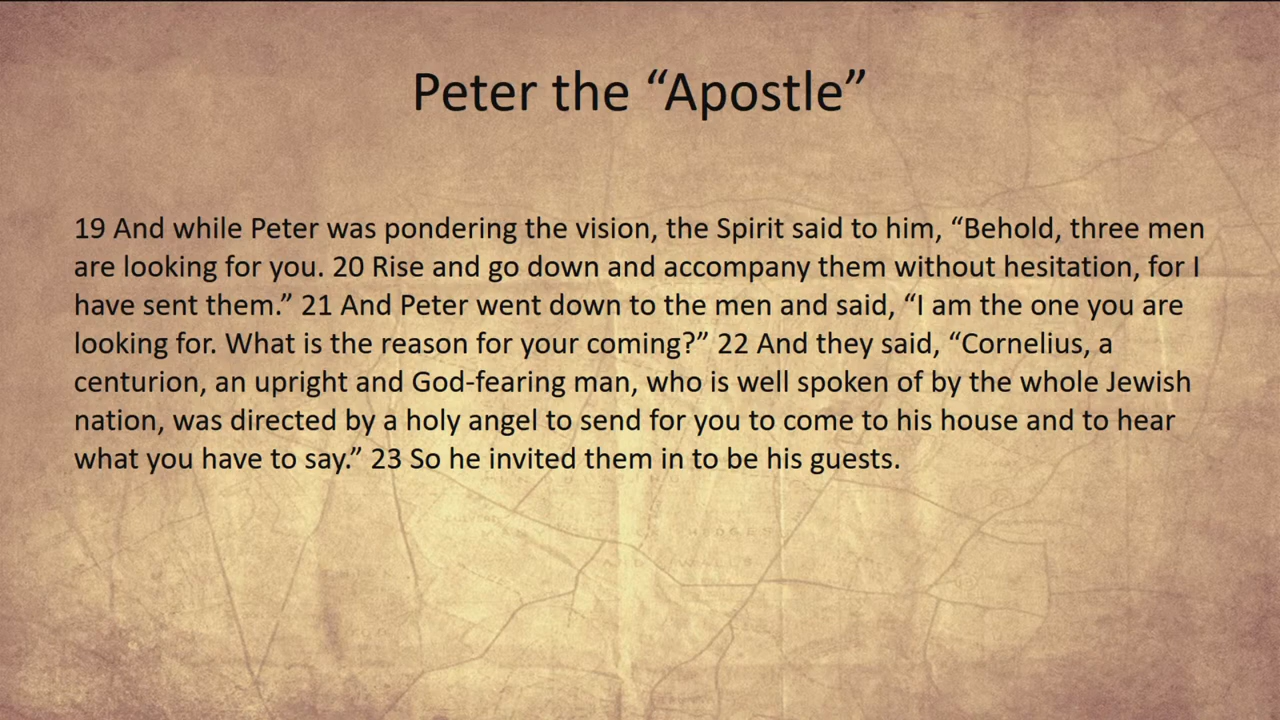 Peter the “Apostle”
19 And while Peter was pondering the vision, the Spirit said to him, “Behold, three men
are looking for you. 20 Rise and go down and accompany them without hesitation, for I
have sent them.” 21 And Peter went down to the men and said, “I am the one you are
looking for. What is the reason for your coming?” 22 And they said, “Cornelius, a
centurion, an upright and God-fearing man, who is well spoken of by the whole Jewish
nation, was directed by a holy angel to send for you to come to his house and to hear
what you have to say.” 23 So he invited them in to be his guests.